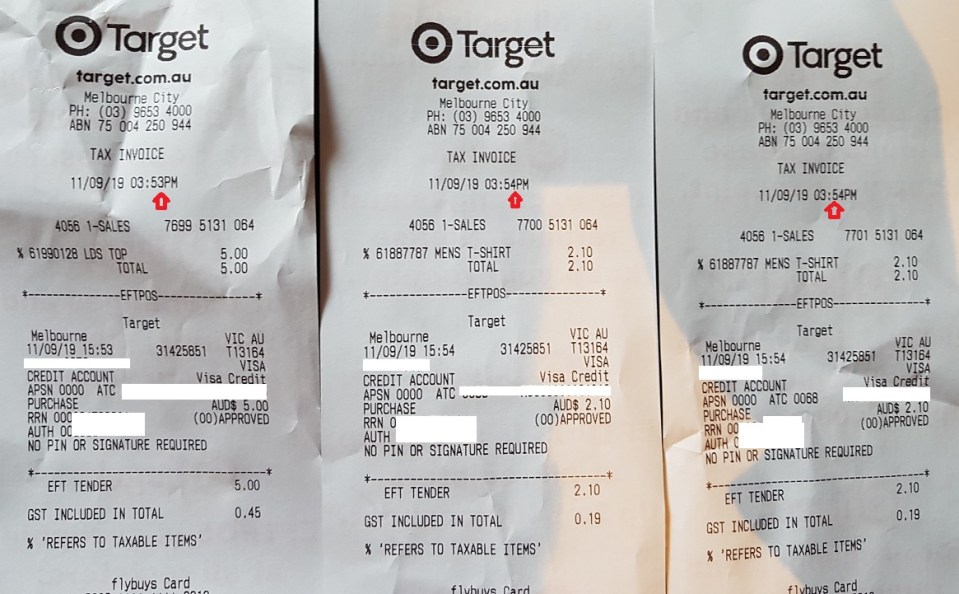 Target
target.com.au
Melbourne City
PH: (03) 9653 4000
ABN 75 004 250 944
TAX INVOICE
11/09/19 03:53PM
4056 1-SALES 7699 5131 064
% 61990128 LDS TOP 5.00
TOTAL 5.00
*--------------EFTPOS--------------*
Target
Melbourne VIC AU
11/09/19 15:53 31425851 T13164
VISA
CREDIT ACCOUNT Visa Credit
APSN 0000 ATC
PURCHASE AUD$ 5.00
RRN 00 (00)APPROVED
AUTH 00
NO PIN OR SIGNATURE REQUIRED
*----------------------------------*
EFT TENDER 5.00
GST INCLUDED IN TOTAL 0.45
% 'REFERS TO TAXABLE ITEMS'
flybuys Card
Target
target.com.au
Melbourne City
PH: (03) 9653 4000
ABN 75 004 250 944
TAX INVOICE
11/09/19 03:54PM
4056 1-SALES 7700 5131 064
% 61887787 MENS T-SHIRT 2.10
TOTAL 2.10
*--------------EFTPOS--------------*
Target
Melbourne VIC AU
11/09/19 15:54 31425851 T13164
VISA
CREDIT ACCOUNT Visa Credit
APSN 0000 ATC
PURCHASE AUD$ 2.10
RRN 0 (00)APPROVED
AUTH
NO PIN OR SIGNATURE REQUIRED
*----------------------------------*
EFT TENDER 2.10
GST INCLUDED IN TOTAL 0.19
% 'REFERS TO TAXABLE ITEMS'
flybuys Card
Target
target.com.au
Melbourne City
PH: (03) 9653 4000
ABN 75 004 250 944
TAX INVOICE
11/09/19 03:54PM
4056 1-SALES 7701 5131 064
% 61887787 MENS T-SHIRT 2.10
TOTAL 2.10
*--------------EFTPOS--------------*
Target
Melbourne VIC AU
11/09/19 15:54 31425851 T13164
VISA
CREDIT ACCOUNT Visa Credit
APSN 0000 ATC 0068
PURCHASE AUD$ 2.10
RRN 00 (00)APPROVED
AUTH 0
NO PIN OR SIGNATURE REQUIRED
*----------------------------------*
EFT TENDER 2.10
GST INCLUDED IN TOTAL 0.19
% 'REFERS TO TAXABLE ITEMS'
flybuys Card